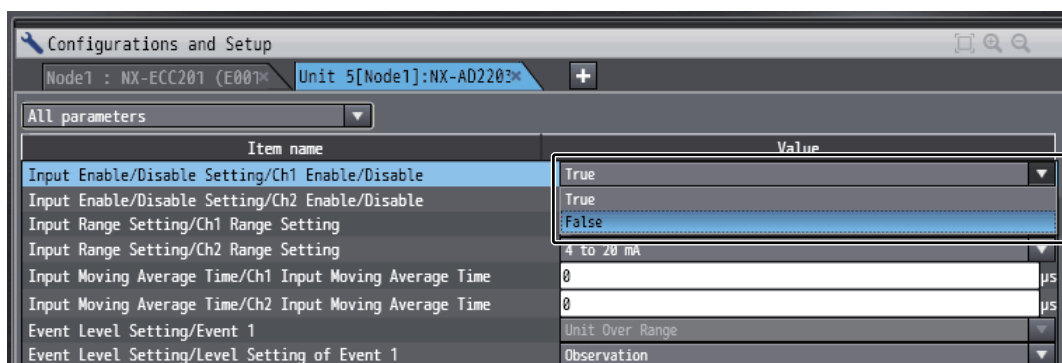 Configurations and Setup
Node1 : NX-ECC201 (E001 Unit 5[Node1]:NX-AD2203
All parameters
Item name Value
Input Enable/Disable Setting/Ch1 Enable/Disable True
Input Enable/Disable Setting/Ch2 Enable/Disable True
Input Range Setting/Ch1 Range Setting False
Input Range Setting/Ch2 Range Setting 4 to 20 mA
Input Moving Average Time/Ch1 Input Moving Average Time 0 µs
Input Moving Average Time/Ch2 Input Moving Average Time 0 µs
Event Level Setting/Event 1 Unit Over Range
Event Level Setting/Level Setting of Event 1 Observation